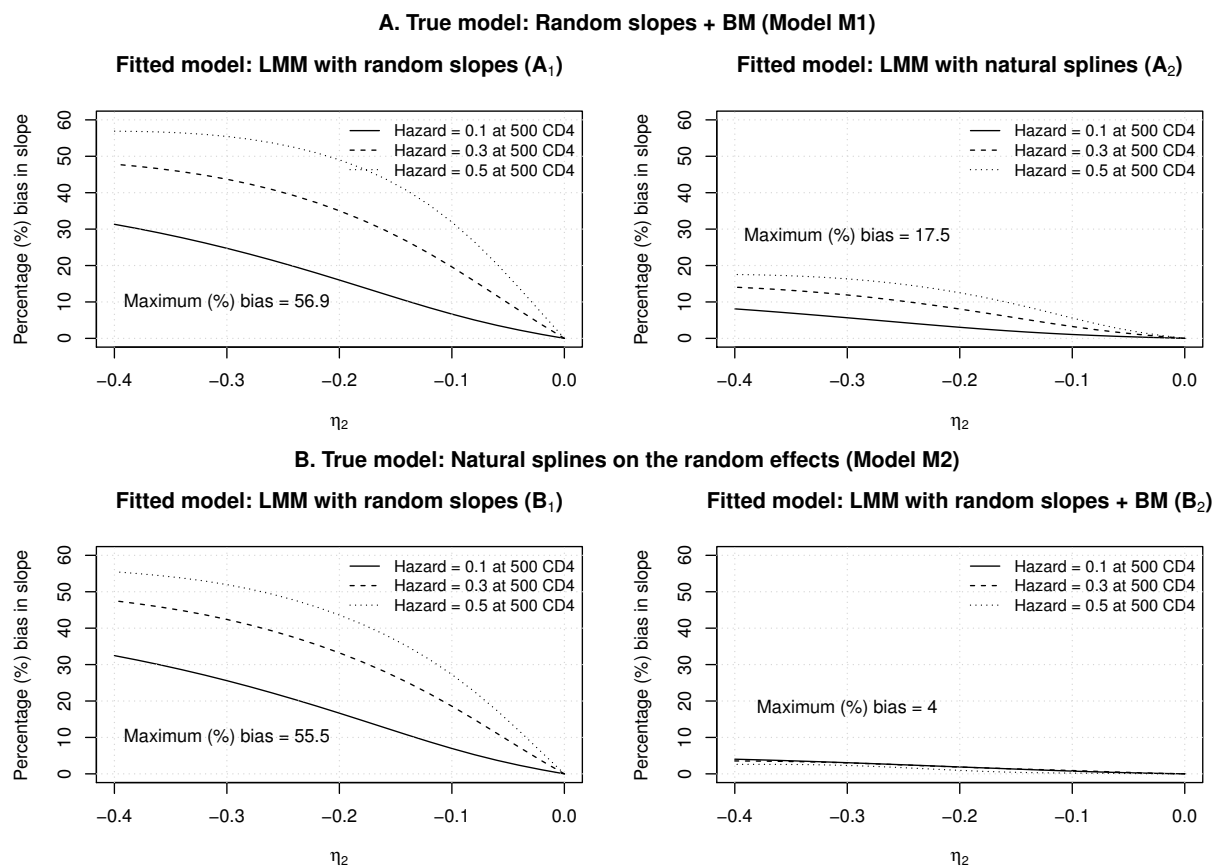 A. True model: Random slopes + BM (Model M1)
Fitted model: LMM with random slopes (A₁)
Percentage (%) bias in slope
60
50
40
30
20
10
0
Hazard = 0.1 at 500 CD4
Hazard = 0.3 at 500 CD4
Hazard = 0.5 at 500 CD4
Maximum (%) bias = 56.9
−0.4 −0.3 −0.2 −0.1 0.0
η₂
Fitted model: LMM with natural splines (A₂)
Percentage (%) bias in slope
60
50
40
30
20
10
0
Hazard = 0.1 at 500 CD4
Hazard = 0.3 at 500 CD4
Hazard = 0.5 at 500 CD4
Maximum (%) bias = 17.5
−0.4 −0.3 −0.2 −0.1 0.0
η₂
B. True model: Natural splines on the random effects (Model M2)
Fitted model: LMM with random slopes (B₁)
Percentage (%) bias in slope
60
50
40
30
20
10
0
Hazard = 0.1 at 500 CD4
Hazard = 0.3 at 500 CD4
Hazard = 0.5 at 500 CD4
Maximum (%) bias = 55.5
−0.4 −0.3 −0.2 −0.1 0.0
η₂
Fitted model: LMM with random slopes + BM (B₂)
Percentage (%) bias in slope
60
50
40
30
20
10
0
Hazard = 0.1 at 500 CD4
Hazard = 0.3 at 500 CD4
Hazard = 0.5 at 500 CD4
Maximum (%) bias = 4
−0.4 −0.3 −0.2 −0.1 0.0
η₂